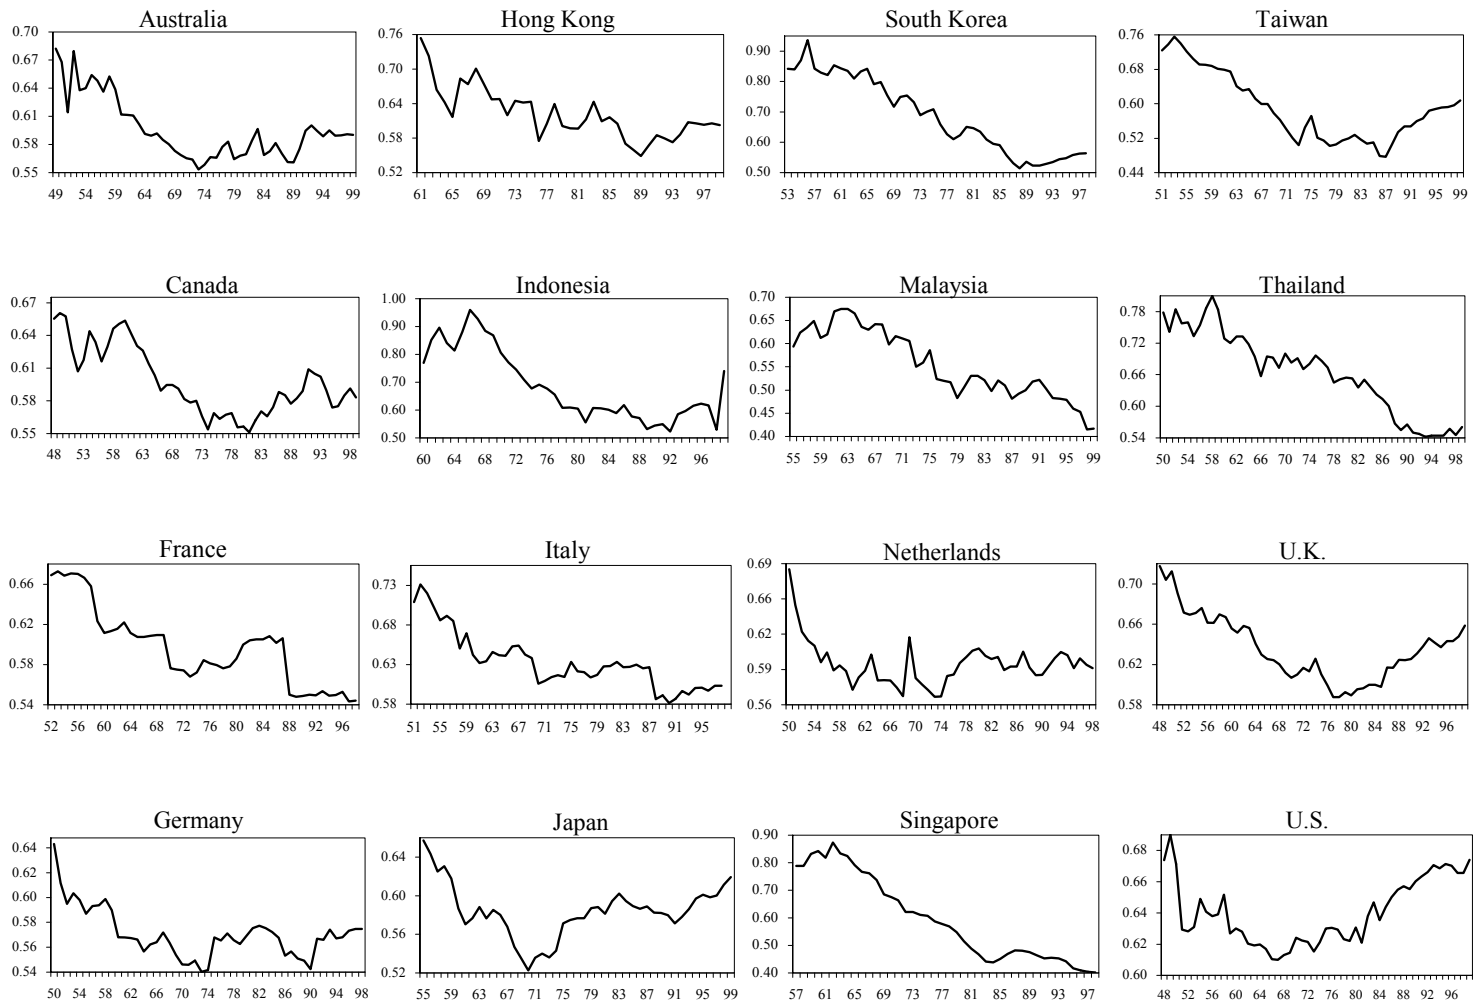 Australia
0.70
0.67
0.64
0.61
0.58
0.55
49 54 59 64 69 74 79 84 89 94 99
Hong Kong
0.76
0.70
0.64
0.58
0.52
61 65 69 73 77 81 85 89 93 97
South Korea
0.90
0.80
0.70
0.60
0.50
53 57 61 65 69 73 77 81 85 89 93 97
Taiwan
0.76
0.68
0.60
0.52
0.44
51 55 59 63 67 71 75 79 83 87 91 95 99
Canada
0.67
0.64
0.61
0.58
0.55
48 53 58 63 68 73 78 83 88 93 98
Indonesia
1.00
0.90
0.80
0.70
0.60
0.50
60 64 68 72 76 80 84 88 92 96
Malaysia
0.70
0.65
0.60
0.55
0.50
0.45
0.40
55 59 63 67 71 75 79 83 87 91 95 99
Thailand
0.78
0.72
0.66
0.60
0.54
50 54 58 62 66 70 74 78 82 86 90 94 98
France
0.66
0.62
0.58
0.54
52 56 60 64 68 72 76 80 84 88 92 96
Italy
0.73
0.68
0.63
0.58
51 55 59 63 67 71 75 79 83 87 91 95
Netherlands
0.69
0.66
0.62
0.59
0.56
50 54 58 62 66 70 74 78 82 86 90 94 98
U.K.
0.70
0.66
0.62
0.58
48 52 56 60 64 68 72 76 80 84 88 92 96
Germany
0.64
0.62
0.60
0.58
0.56
0.54
50 54 58 62 66 70 74 78 82 86 90 94 98
Japan
0.64
0.60
0.56
0.52
55 59 63 67 71 75 79 83 87 91 95 99
Singapore
0.90
0.80
0.70
0.60
0.50
0.40
57 61 65 69 73 77 81 85 89 93 97
U.S.
0.68
0.66
0.64
0.62
0.60
48 52 56 60 64 68 72 76 80 84 88 92 96